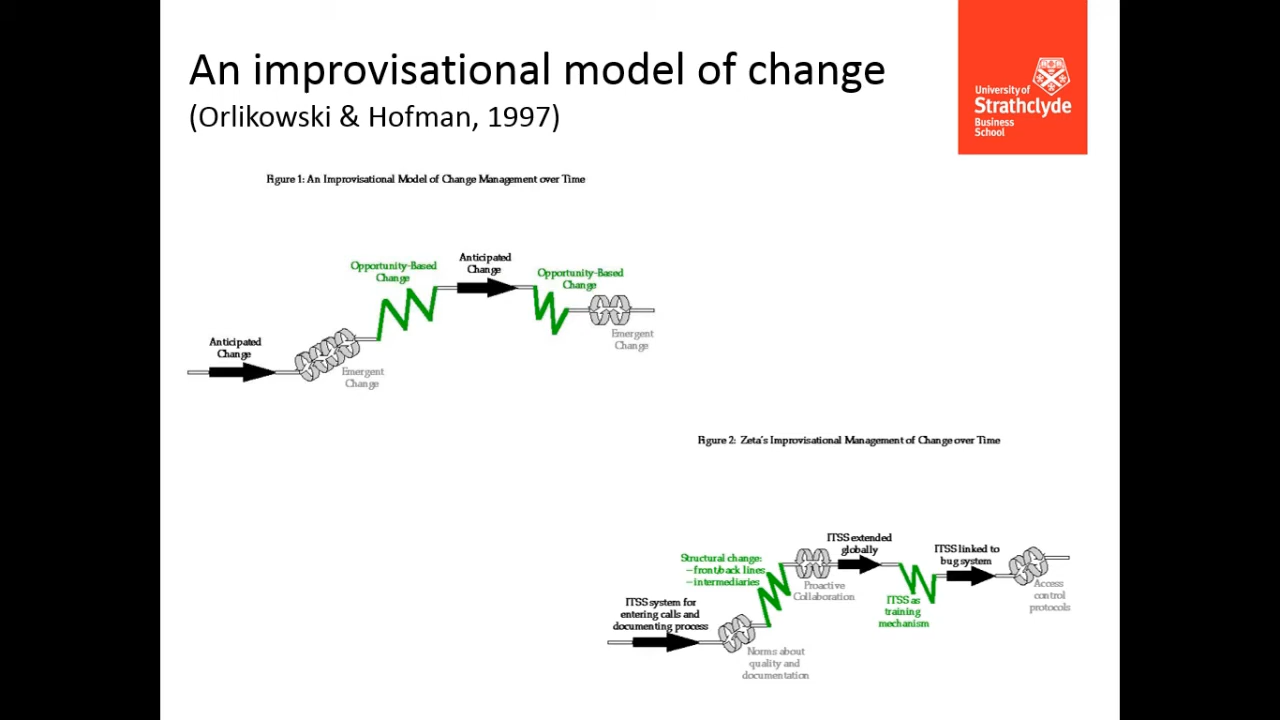 An improvisational model of change
(Orlikowski & Hofman, 1997)
University of
Strathclyde
Business
School
Figure 1: An Improvisational Model of Change Management over Time
Opportunity-Based
Change
Anticipated
Change
Opportunity-Based
Change
Emergent
Change
Anticipated
Change
Emergent
Change
Figure 2: Zeta's Improvisational Management of Change over Time
ITSS extended
globally
ITSS linked to
bug system
Structural change:
–front/back lines
–intermediaries
Proactive
Collaboration
Access
control
protocols
ITSS as
training
mechanism
ITSS system for
entering calls and
documenting process
Norms about
quality and
documentation